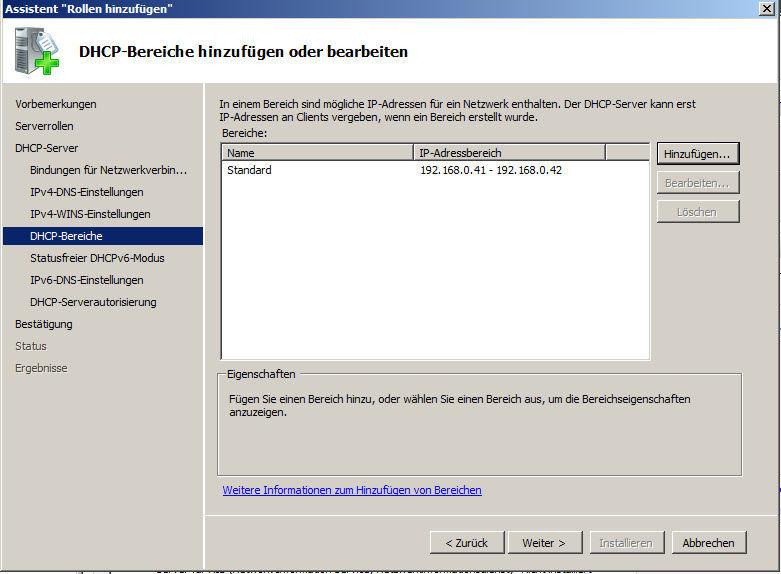 Assistent "Rollen hinzufügen"
DHCP-Bereiche hinzufügen oder bearbeiten
Vorbemerkungen
Serverrollen
DHCP-Server
Bindungen für Netzwerkverbin...
IPv4-DNS-Einstellungen
IPv4-WINS-Einstellungen
DHCP-Bereiche
Statusfreier DHCPv6-Modus
IPv6-DNS-Einstellungen
DHCP-Serverautorisierung
Bestätigung
Status
Ergebnisse
In einem Bereich sind mögliche IP-Adressen für ein Netzwerk enthalten. Der DHCP-Server kann erst
IP-Adressen an Clients vergeben, wenn ein Bereich erstellt wurde.
Bereiche:
Name IP-Adressbereich
Standard 192.168.0.41 - 192.168.0.42
Hinzufügen...
Bearbeiten...
Löschen
Eigenschaften
Fügen Sie einen Bereich hinzu, oder wählen Sie einen Bereich aus, um die Bereichseigenschaften
anzuzeigen.
Weitere Informationen zum Hinzufügen von Bereichen
< Zurück Weiter > Installieren Abbrechen